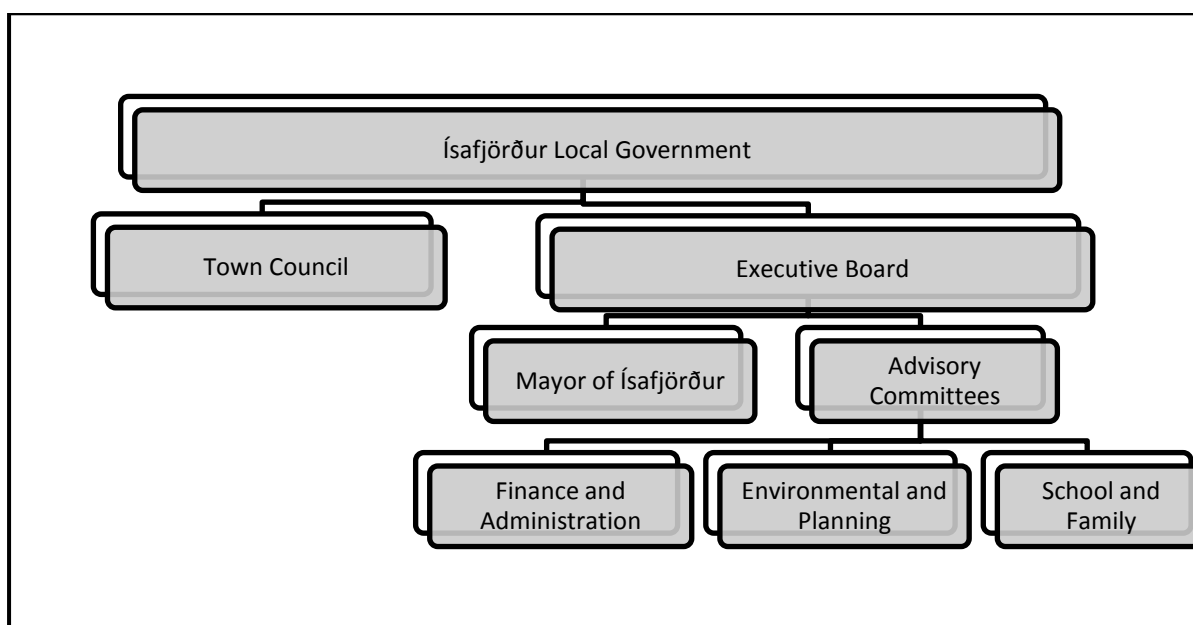 Ísafjörður Local Government
Town Council
Executive Board
Mayor of Ísafjörður
Advisory
Committees
Finance and
Administration
Environmental and
Planning
School and
Family